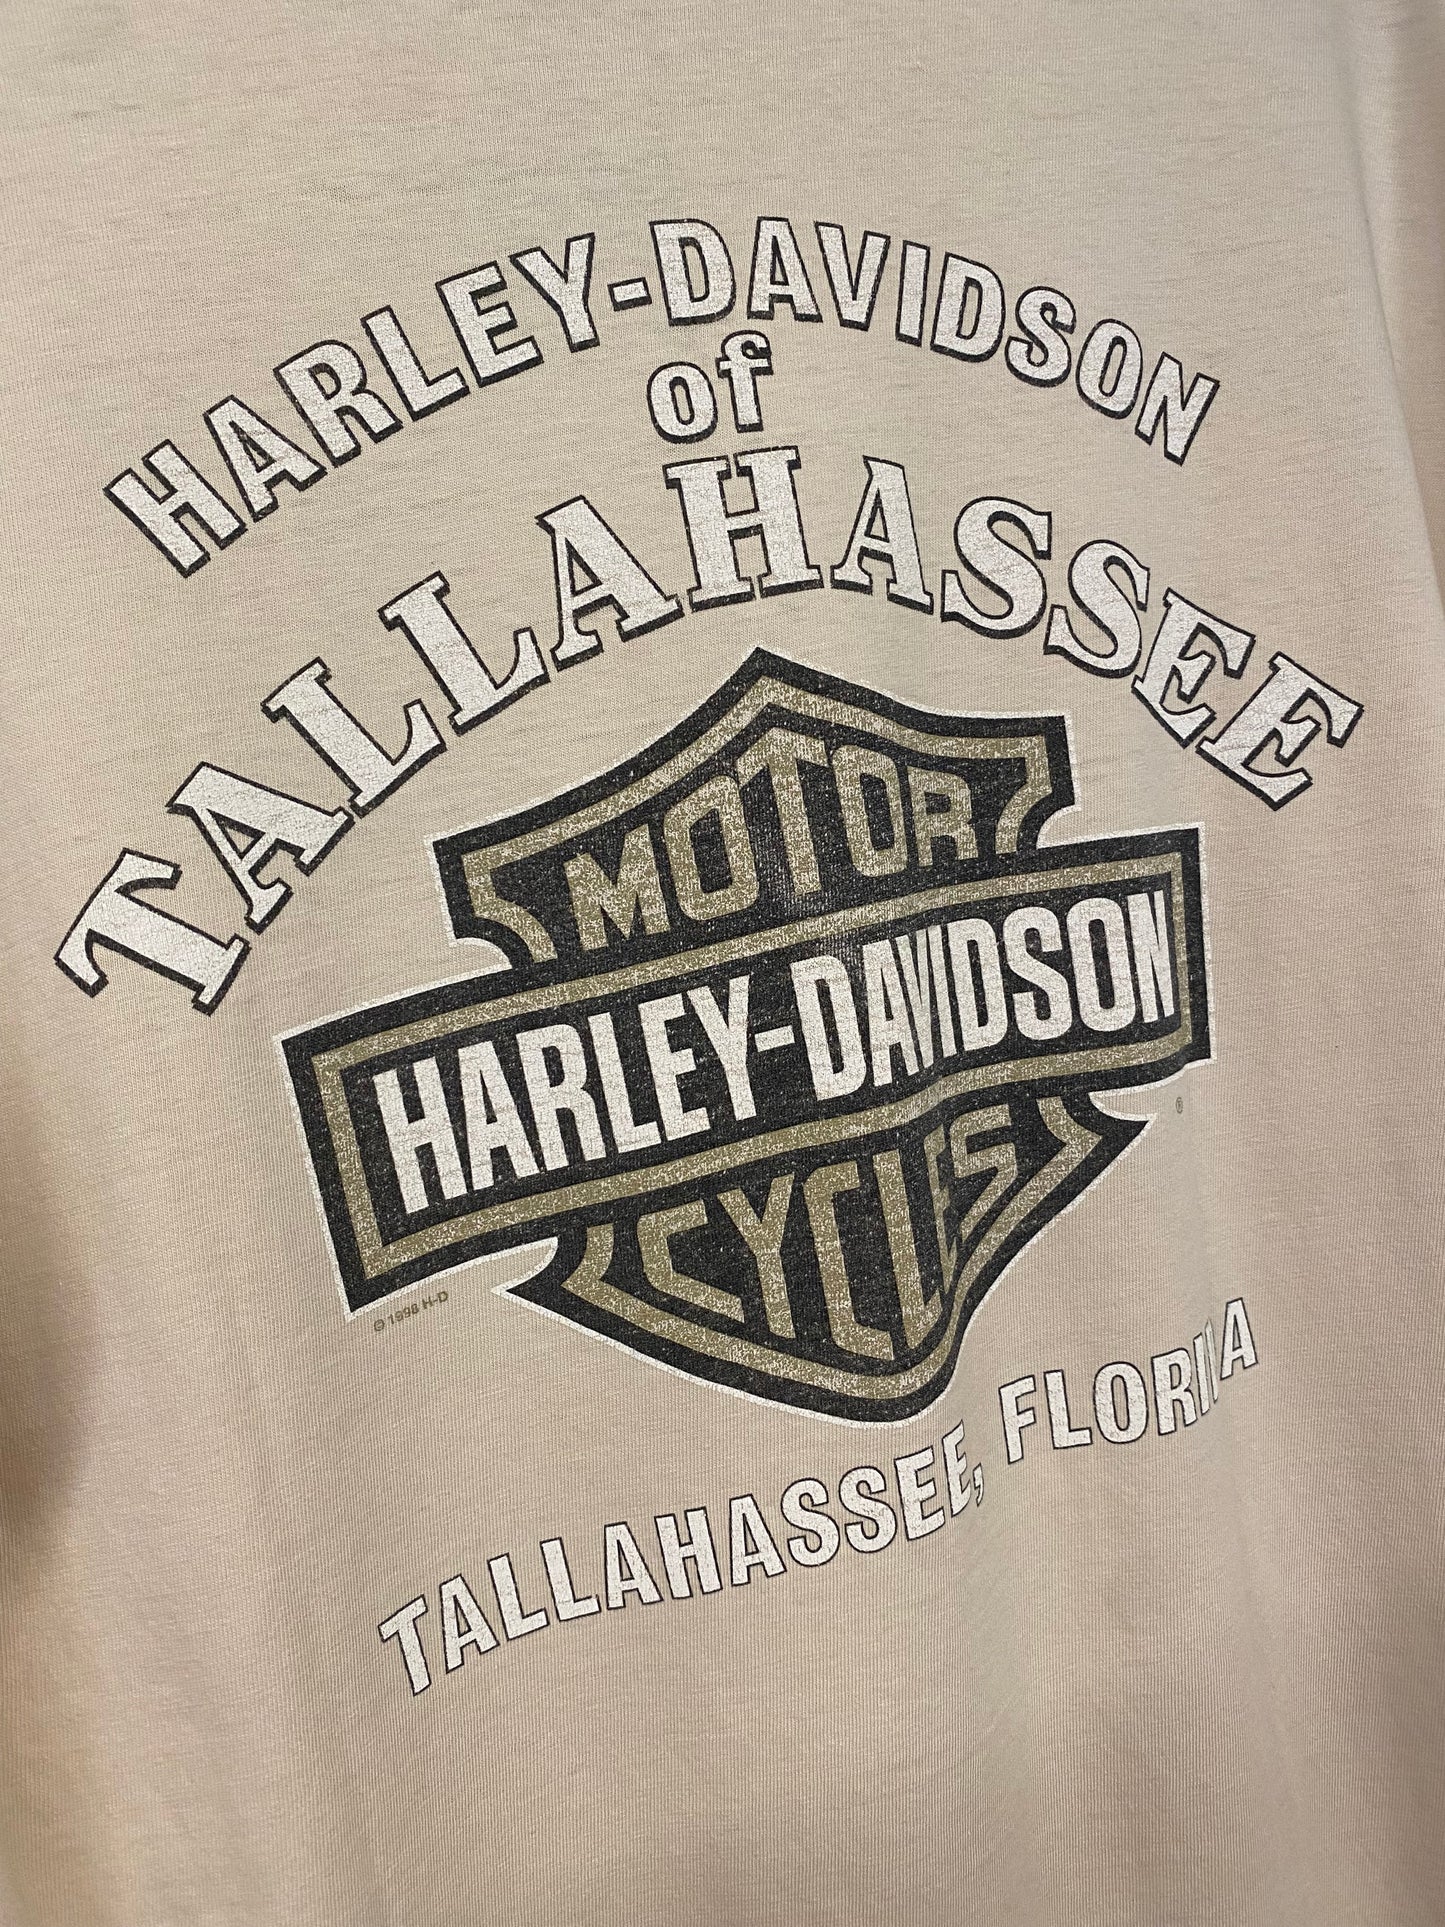 HARLEY-DAVIDSON
of
TALLAHASSEE
MOTOR
HARLEY-DAVIDSON
®
CYCLES
© 1998 H-D
TALLAHASSEE, FLORIDA